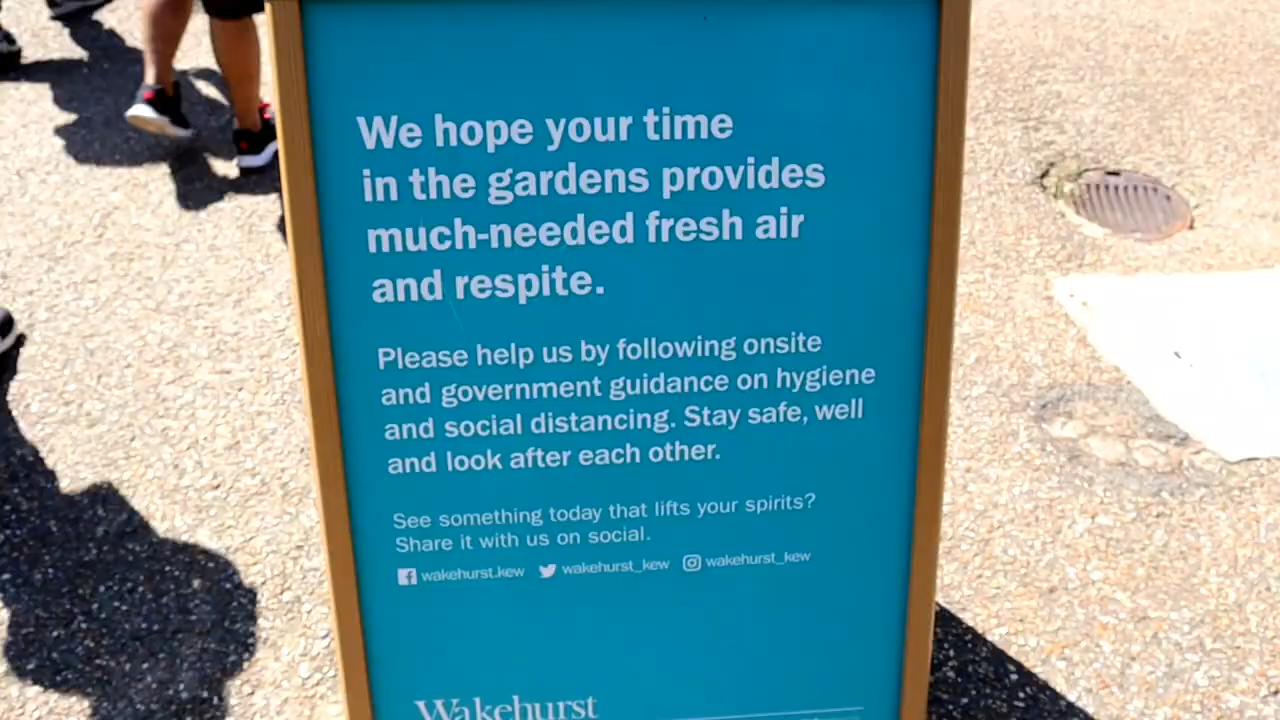 We hope your time
in the gardens provides
much-needed fresh air
and respite.
Please help us by following onsite
and government guidance on hygiene
and social distancing. Stay safe, well
and look after each other.
See something today that lifts your spirits?
Share it with us on social.
wakehurst.kew wakehurst_kew wakehurst_kew
Wakehurst